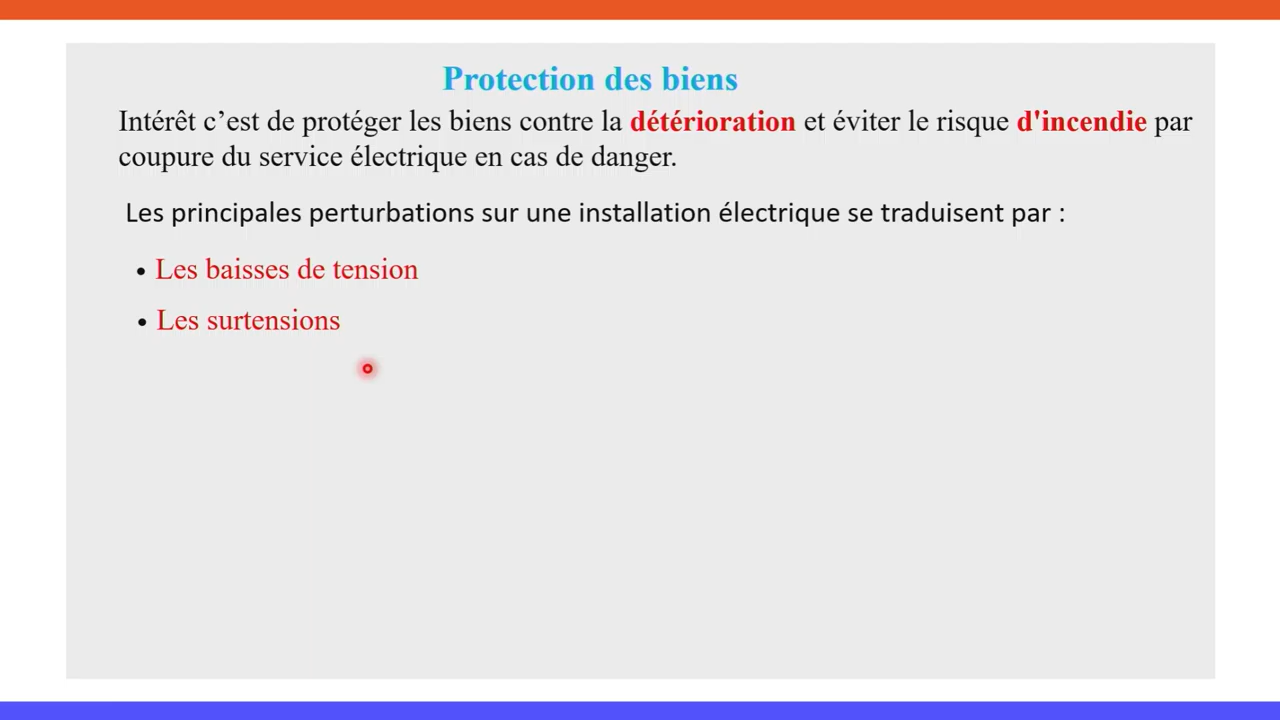 Protection des biens
Intérêt c’est de protéger les biens contre la détérioration et éviter le risque d'incendie par
coupure du service électrique en cas de danger.
Les principales perturbations sur une installation électrique se traduisent par :
• Les baisses de tension
• Les surtensions